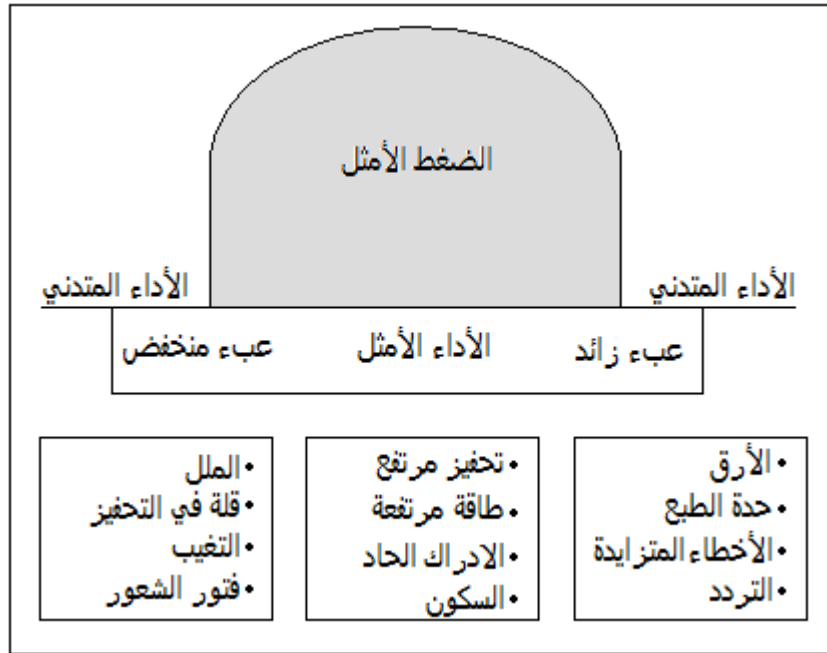 الضغط الأمثل
الأداء المتدني
الأداء المتدني
عبء زائد
الأداء الأمثل
عبء منخفض
• الأرق
• حدة الطبع
• الأخطاء المتزايدة
• التردد
• تحفيز مرتفع
• طاقة مرتفعة
• الادراك الحاد
• السكون
• الملل
• قلة في التحفيز
• التغيب
• فتور الشعور